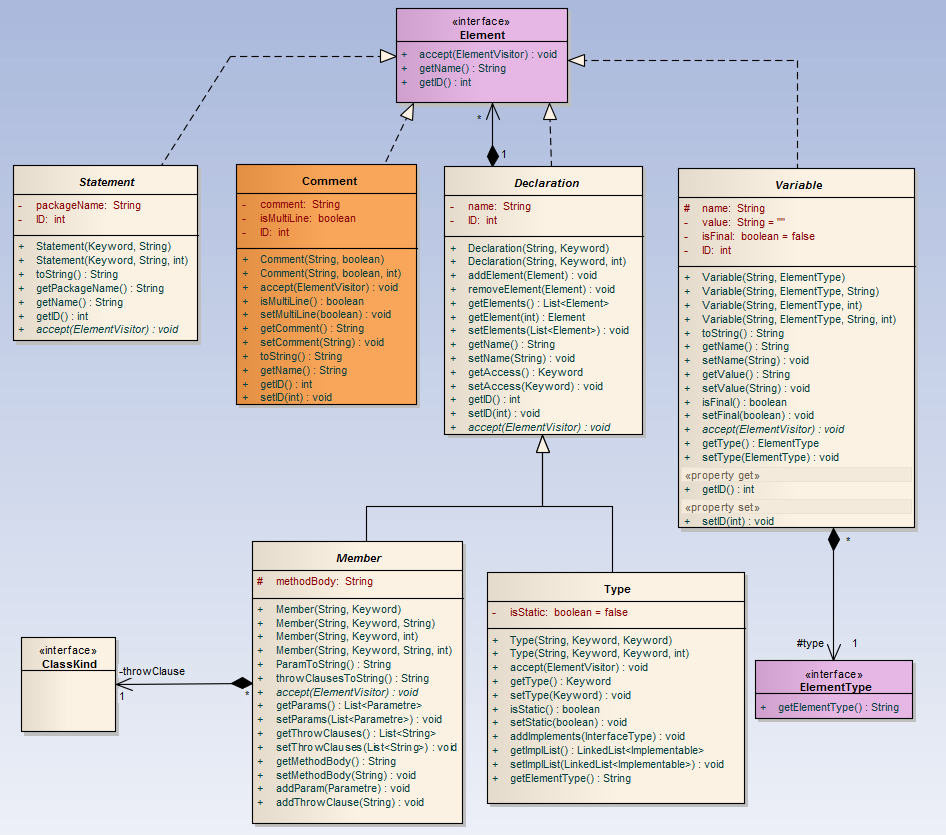 «interface»
Element
+ accept(ElementVisitor) : void
+ getName() : String
+ getID() : int
*
1
Statement
- packageName: String
- ID: int
+ Statement(Keyword, String)
+ Statement(Keyword, String, int)
+ toString() : String
+ getPackageName() : String
+ getName() : String
+ getID() : int
+ accept(ElementVisitor) : void
Comment
- comment: String
- isMultiLine: boolean
- ID: int
+ Comment(String, boolean)
+ Comment(String, boolean, int)
+ accept(ElementVisitor) : void
+ isMultiLine() : boolean
+ setMultiLine(boolean) : void
+ getComment() : String
+ setComment(String) : void
+ toString() : String
+ getName() : String
+ getID() : int
+ setID(int) : void
Declaration
- name: String
- ID: int
+ Declaration(String, Keyword)
+ Declaration(String, Keyword, int)
+ addElement(Element) : void
+ removeElement(Element) : void
+ getElements() : List<Element>
+ getElement(int) : Element
+ setElements(List<Element>) : void
+ getName() : String
+ setName(String) : void
+ getAccess() : Keyword
+ setAccess(Keyword) : void
+ getID() : int
+ setID(int) : void
+ accept(ElementVisitor) : void
Variable
# name: String
- value: String = ""
- isFinal: boolean = false
- ID: int
+ Variable(String, ElementType)
+ Variable(String, ElementType, String)
+ Variable(String, ElementType, int)
+ Variable(String, ElementType, String, int)
+ toString() : String
+ getName() : String
+ setName(String) : void
+ getValue() : String
+ setValue(String) : void
+ isFinal() : boolean
+ setFinal(boolean) : void
+ accept(ElementVisitor) : void
+ getType() : ElementType
+ setType(ElementType) : void
«property get»
+ getID() : int
«property set»
+ setID(int) : void
*
#type 1
«interface»
ElementType
+ getElementType() : String
Member
# methodBody: String
+ Member(String, Keyword)
+ Member(String, Keyword, String)
+ Member(String, Keyword, int)
+ Member(String, Keyword, String, int)
+ ParamToString() : String
+ throwClausesToString() : String
+ accept(ElementVisitor) : void
+ getParams() : List<Parametre>
+ setParams(List<Parametre>) : void
+ getThrowClauses() : List<String>
+ setThrowClauses(List<String>) : void
+ getMethodBody() : String
+ setMethodBody(String) : void
+ addParam(Parametre) : void
+ addThrowClause(String) : void
Type
- isStatic: boolean = false
+ Type(String, Keyword, Keyword)
+ Type(String, Keyword, Keyword, int)
+ accept(ElementVisitor) : void
+ getType() : Keyword
+ setType(Keyword) : void
+ isStatic() : boolean
+ setStatic(boolean) : void
+ addImplements(InterfaceType) : void
+ getImplList() : LinkedList<Implementable>
+ setImplList(LinkedList<Implementable>) : void
+ getElementType() : String
«interface»
ClassKind
-throwClause
1
*